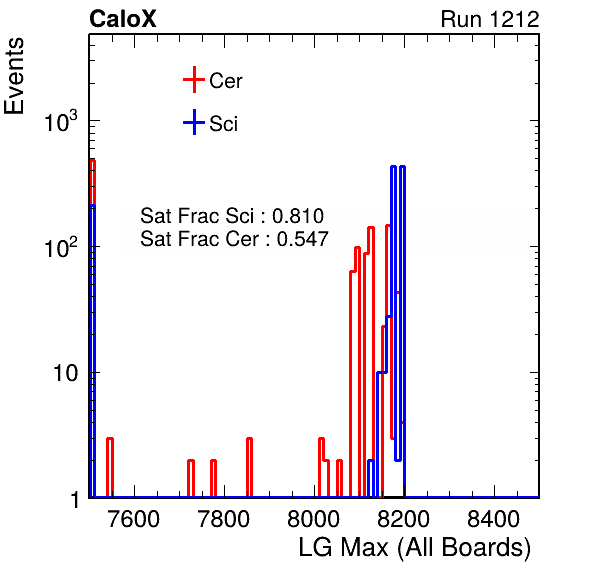 CaloX Run 1212
Events
Cer
Sci
Sat Frac Sci : 0.810
Sat Frac Cer : 0.547
10³
10²
10
1
7600 7800 8000 8200 8400
LG Max (All Boards)